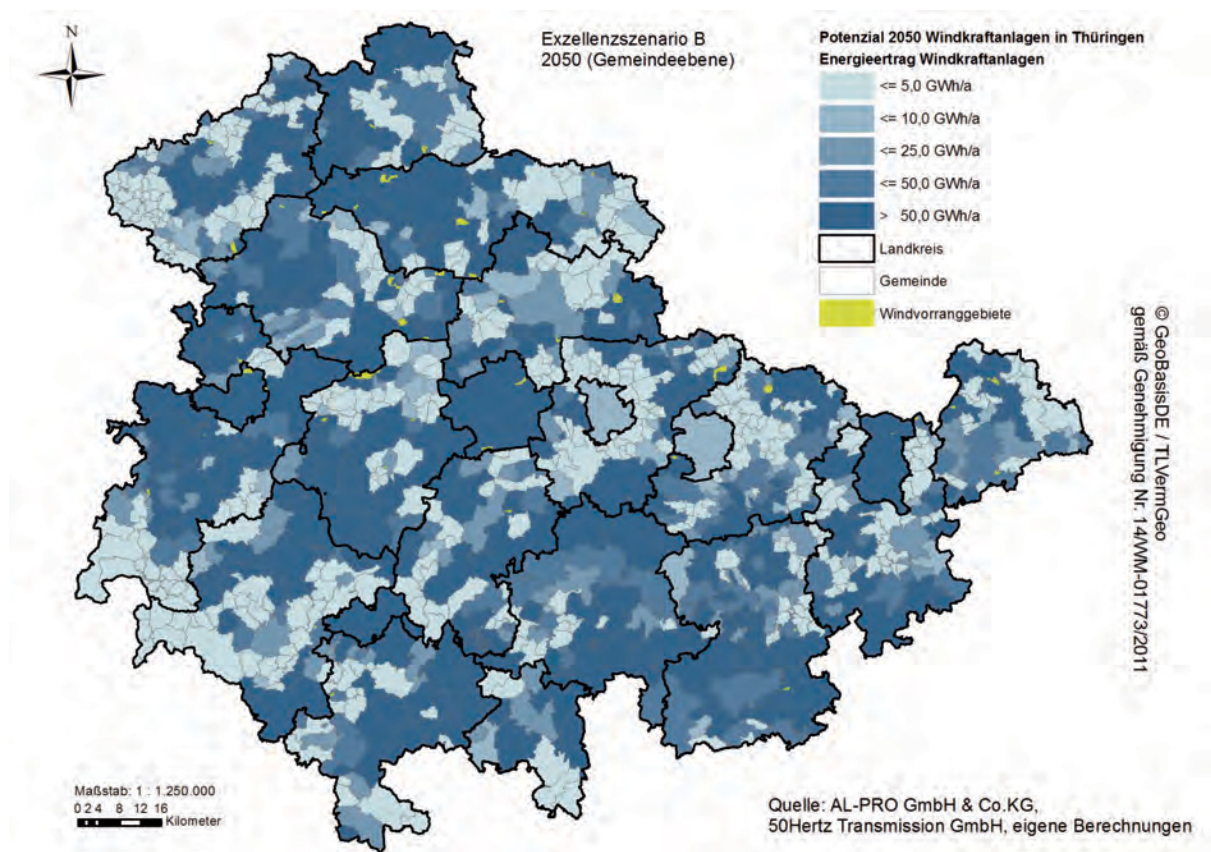 N
Exzellenzszenario B
2050 (Gemeindeebene)
Potenzial 2050 Windkraftanlagen in Thüringen
Energieertrag Windkraftanlagen
<= 5,0 GWh/a
<= 10,0 GWh/a
<= 25,0 GWh/a
<= 50,0 GWh/a
> 50,0 GWh/a
Landkreis
Gemeinde
Windvorranggebiete
© GeoBasisDE / TLVermGeo
gemäß Genehmigung Nr. 14/WM-01773/2011
Maßstab: 1 : 1.250.000
0 2 4 8 12 16
Kilometer
Quelle: AL-PRO GmbH & Co.KG,
50Hertz Transmission GmbH, eigene Berechnungen